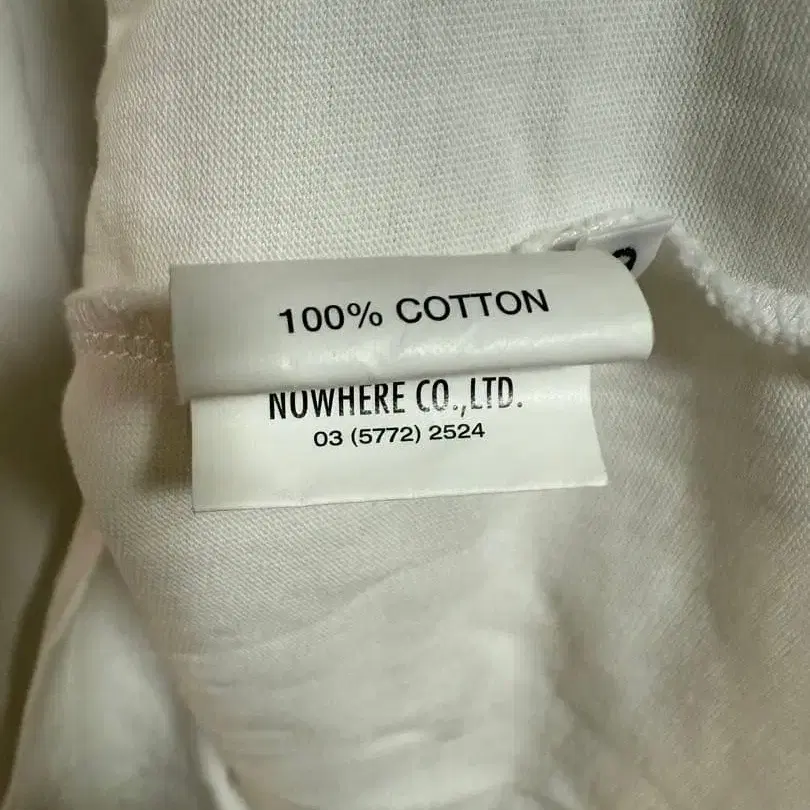 100% COTTON
NOWHERE CO.,LTD.
03 (5772) 2524